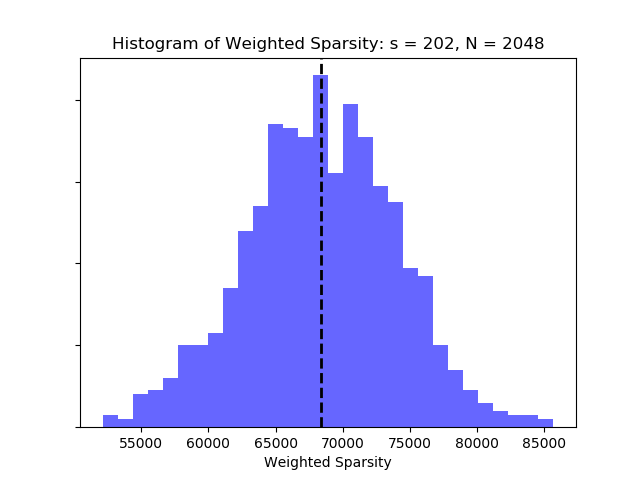 Histogram of Weighted Sparsity: s = 202, N = 2048
55000 60000 65000 70000 75000 80000 85000
Weighted Sparsity